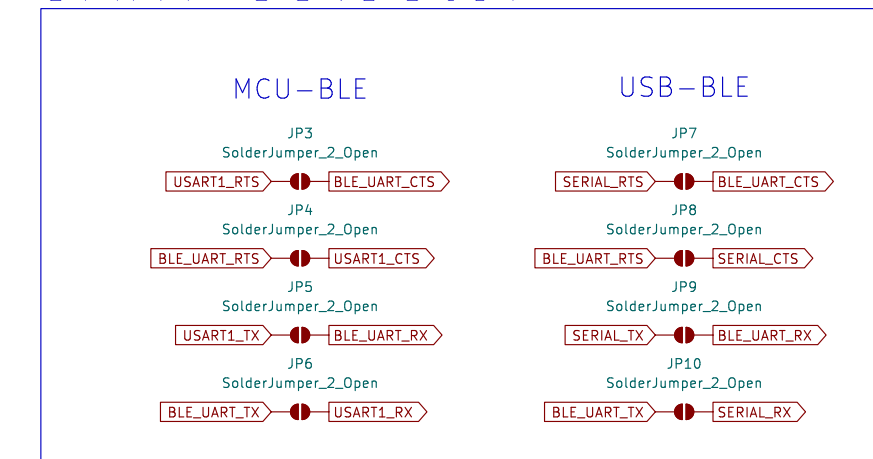 MCU-BLE
JP3
SolderJumper_2_Open
USART1_RTS BLE_UART_CTS
JP4
SolderJumper_2_Open
BLE_UART_RTS USART1_CTS
JP5
SolderJumper_2_Open
USART1_TX BLE_UART_RX
JP6
SolderJumper_2_Open
BLE_UART_TX USART1_RX
USB-BLE
JP7
SolderJumper_2_Open
SERIAL_RTS BLE_UART_CTS
JP8
SolderJumper_2_Open
BLE_UART_RTS SERIAL_CTS
JP9
SolderJumper_2_Open
SERIAL_TX BLE_UART_RX
JP10
SolderJumper_2_Open
BLE_UART_TX SERIAL_RX